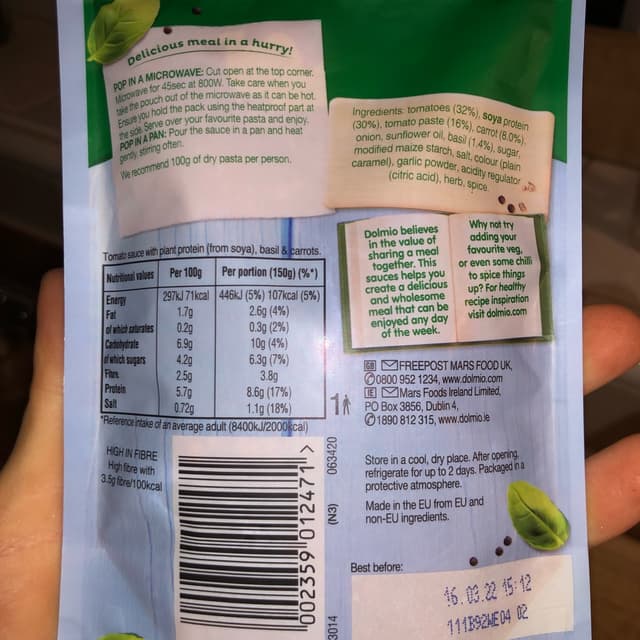 Delicious meal in a hurry!
POP IN A MICROWAVE: Cut open at the top corner.
Microwave for 45sec at 800W. Take care when you
take the pouch out of the microwave as it can be hot.
Ensure you hold the pack using the heatproof part at
the side. Serve over your favourite pasta and enjoy.
POP IN A PAN: Pour the sauce in a pan and heat
gently, stirring often.
We recommend 100g of dry pasta per person.
Ingredients: tomatoes (32%), soya protein
(30%), tomato paste (16%), carrot (8.0%),
onion, sunflower oil, basil (1.4%), sugar,
modified maize starch, salt, colour (plain
caramel), garlic powder, acidity regulator
(citric acid), herb, spice.
Dolmio believes
in the value of
sharing a meal
together. This
sauces helps you
create a delicious
and wholesome
meal that can be
enjoyed any day
of the week.
Why not try
adding your
favourite veg,
or even some chilli
to spice things
up? For healthy
recipe inspiration
visit dolmio.com
Tomato sauce with plant protein (from soya), basil & carrots.
Nutritional values Per 100g Per portion (150g) (%*)
Energy 297kJ 71kcal 446kJ (5%) 107kcal (5%)
Fat 1.7g 2.6g (4%)
of which saturates 0.2g 0.3g (2%)
Carbohydrate 6.9g 10g (4%)
of which sugars 4.2g 6.3g (7%)
Fibre 2.5g 3.8g
Protein 5.7g 8.6g (17%)
Salt 0.72g 1.1g (18%)
*Reference intake of an average adult (8400kJ/2000kcal)
1
GB FREEPOST MARS FOOD UK,
0800 952 1234, www.dolmio.com
IE Mars Foods Ireland Limited,
PO Box 3856, Dublin 4,
1890 812 315, www.dolmio.ie
HIGH IN FIBRE
High fibre with
3.5g fibre/100kcal
5 000235 9 012471 >
3014 (N3) 063420
Store in a cool, dry place. After opening,
refrigerate for up to 2 days. Packaged in a
protective atmosphere.
Made in the EU from EU and
non-EU ingredients.
Best before:
16.03.22 15:12
111B92WE04 02